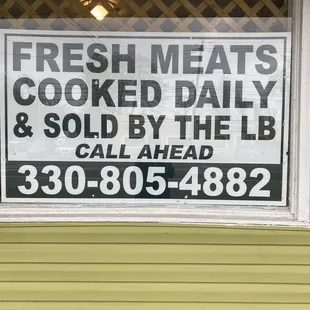 FRESH MEATS
COOKED DAILY
& SOLD BY THE LB
CALL AHEAD
330-805-4882